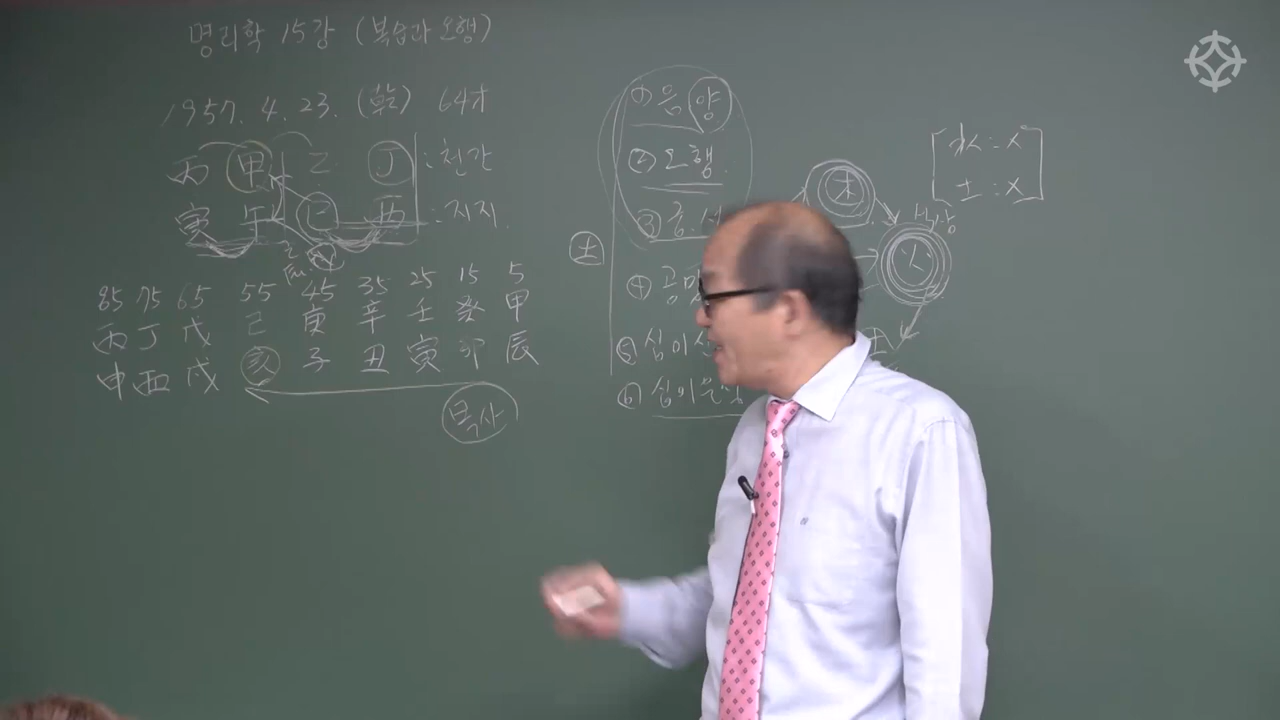 명리학 15강 (복습과 오행)
1957. 4. 23. (乾) 64才
丙 甲 乙 丁 : 천간
寅 午 巳 酉 : 지지
85 75 65 55 45 35 25 15 5
丙 丁 戊 己 庚 辛 壬 癸 甲
申 酉 戌 亥 子 丑 寅 卯 辰
복사
① 음양
② 오행
③
④ 공망
⑤ 십이신
⑥ 십이운성
土
木
火
상
水 : X
土 : X